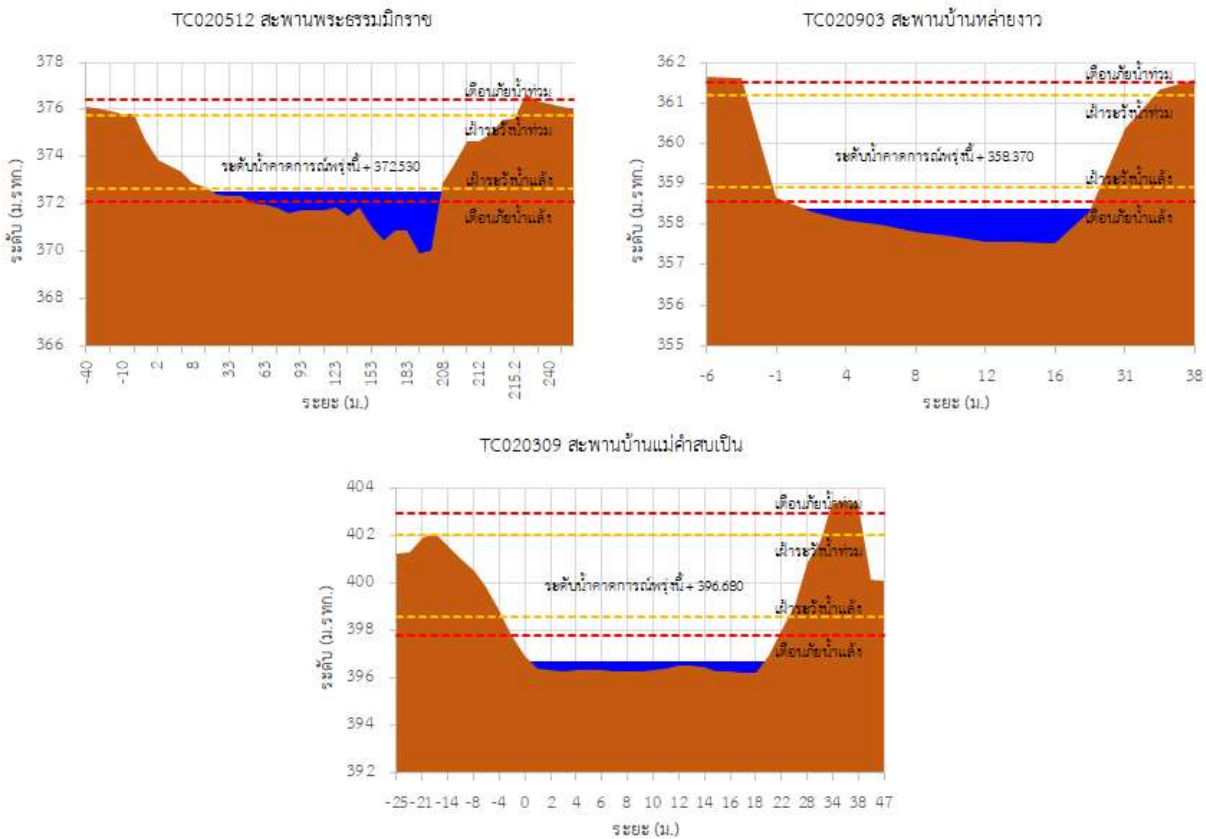 TC020512 สะพานพระธรรมมิกราช
378
376
374
372
370
368
366
ระดับ (ม.รทก.)
เตือนภัยน้ำท่วม
เฝ้าระวังน้ำท่วม
ระดับน้ำคาดการณ์พรุ่งนี้ + 372.530
เฝ้าระวังน้ำแล้ง
เตือนภัยน้ำแล้ง
-40 -10 2 8 33 63 93 123 153 183 208 212 215.2 240
ระยะ (ม.)
TC020903 สะพานบ้านหล่ายงาว
362
361
360
359
358
357
356
355
ระดับ (ม.รทก.)
เตือนภัยน้ำท่วม
เฝ้าระวังน้ำท่วม
ระดับน้ำคาดการณ์พรุ่งนี้ + 358.370
เฝ้าระวังน้ำแล้ง
เตือนภัยน้ำแล้ง
-6 -1 4 8 12 16 31 38
ระยะ (ม.)
TC020309 สะพานบ้านแม่คำสบเปิน
404
402
400
398
396
394
392
ระดับ (ม.รทก.)
เตือนภัยน้ำท่วม
เฝ้าระวังน้ำท่วม
ระดับน้ำคาดการณ์พรุ่งนี้ + 396.680
เฝ้าระวังน้ำแล้ง
เตือนภัยน้ำแล้ง
-25 -21 -14 -8 -4 0 2 4 6 8 10 12 14 16 18 22 28 34 38 47
ระยะ (ม.)